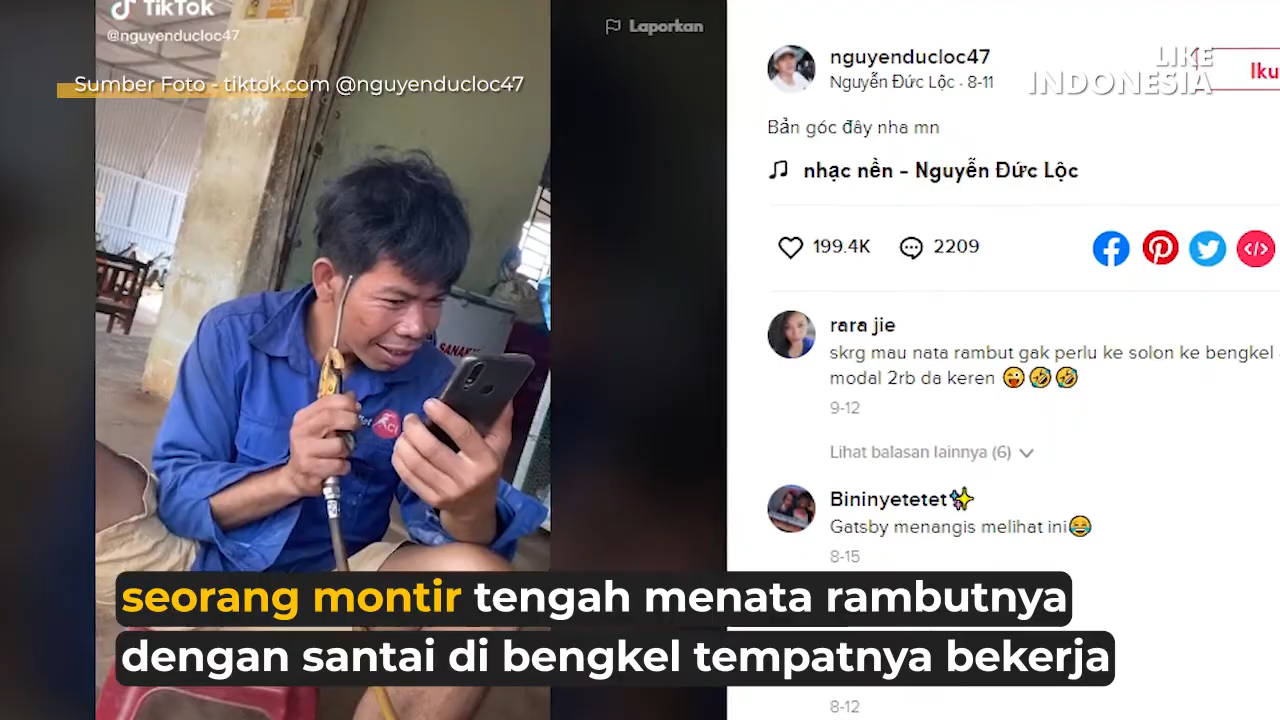 TikTok
@nguyenducloc47
Sumber Foto - tiktok.com @nguyenducloc47
Laporkan
LIKE
INDONESIA
nguyenducloc47
Nguyễn Đức Lộc · 8-11
Iku
Bản gốc đây nha mn
nhạc nền - Nguyễn Đức Lộc
199.4K
2209
rara jie
skrg mau nata rambut gak perlu ke solon ke bengkel
modal 2rb da keren 😜🤣🤣
9-12
Lihat balasan lainnya (6)
Bininyetetet✨
Gatsby menangis melihat ini😂
8-15
seorang montir tengah menata rambutnya
dengan santai di bengkel tempatnya bekerja
8-12